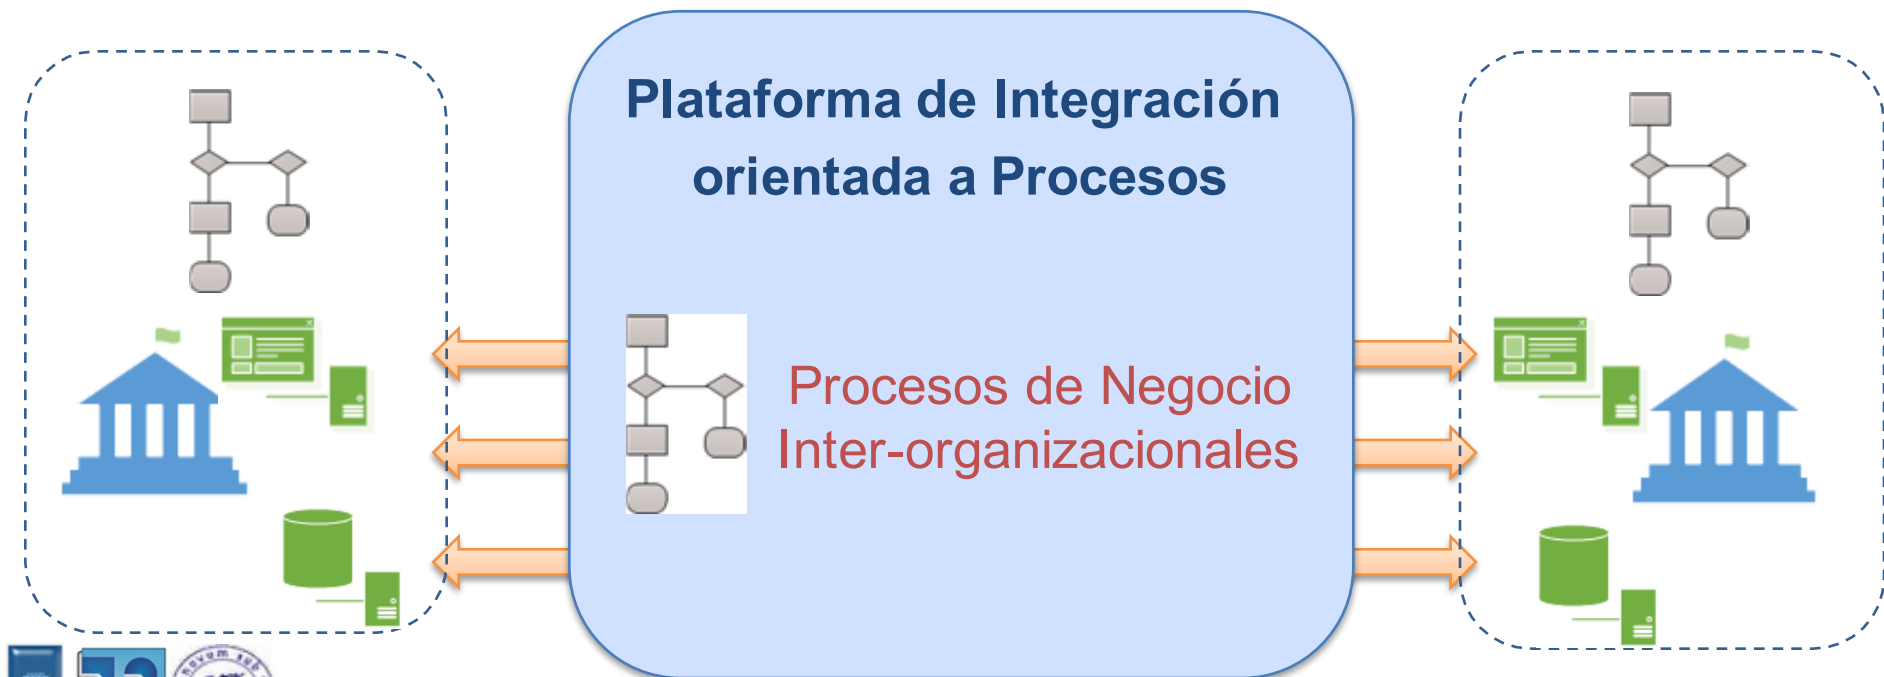 Plataforma de Integración
orientada a Procesos
Procesos de Negocio
Inter-organizacionales